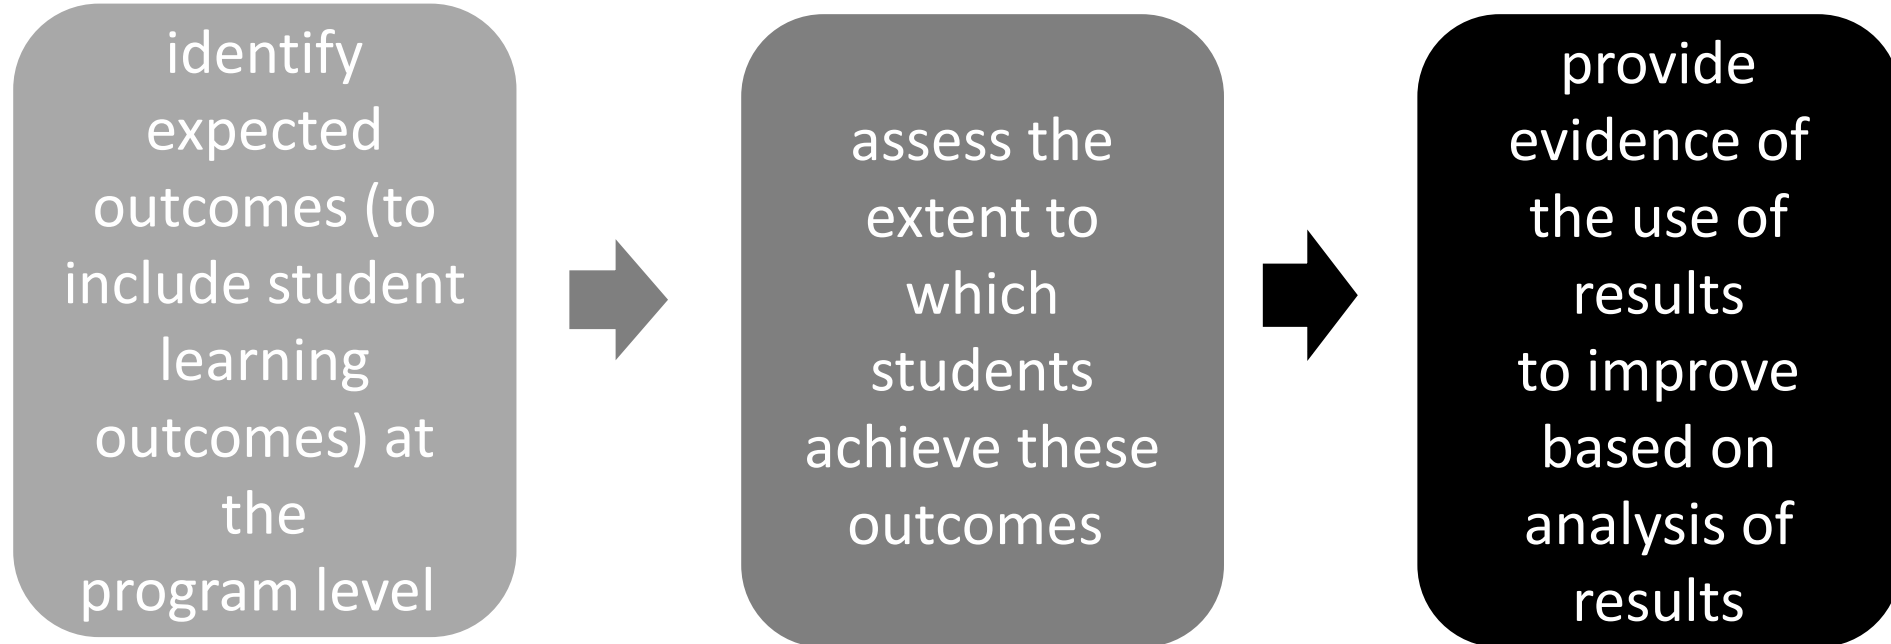 identify
expected
outcomes (to
include student
learning
outcomes) at
the
program level
assess the
extent to
which
students
achieve these
outcomes
provide
evidence of
the use of
results
to improve
based on
analysis of
results